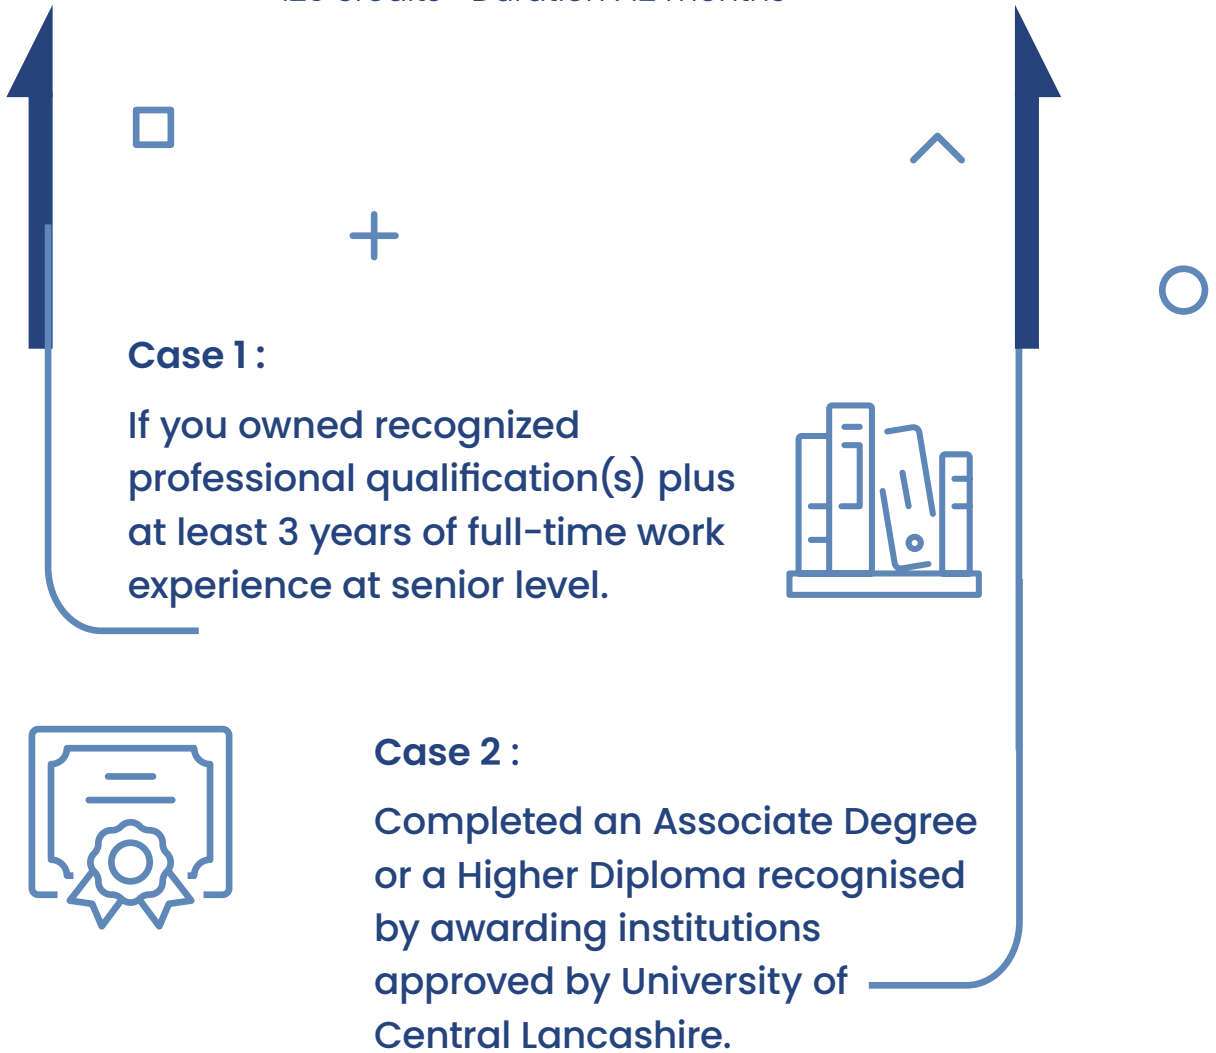 Case 1 :
If you owned recognized
professional qualification(s) plus
at least 3 years of full-time work
experience at senior level.
Case 2 :
Completed an Associate Degree
or a Higher Diploma recognised
by awarding institutions
approved by University of
Central Lancashire.